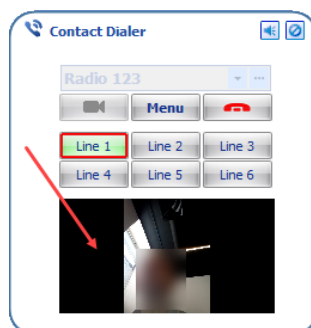 Contact Dialer
Radio 123
Menu
Line 1 Line 2 Line 3
Line 4 Line 5 Line 6